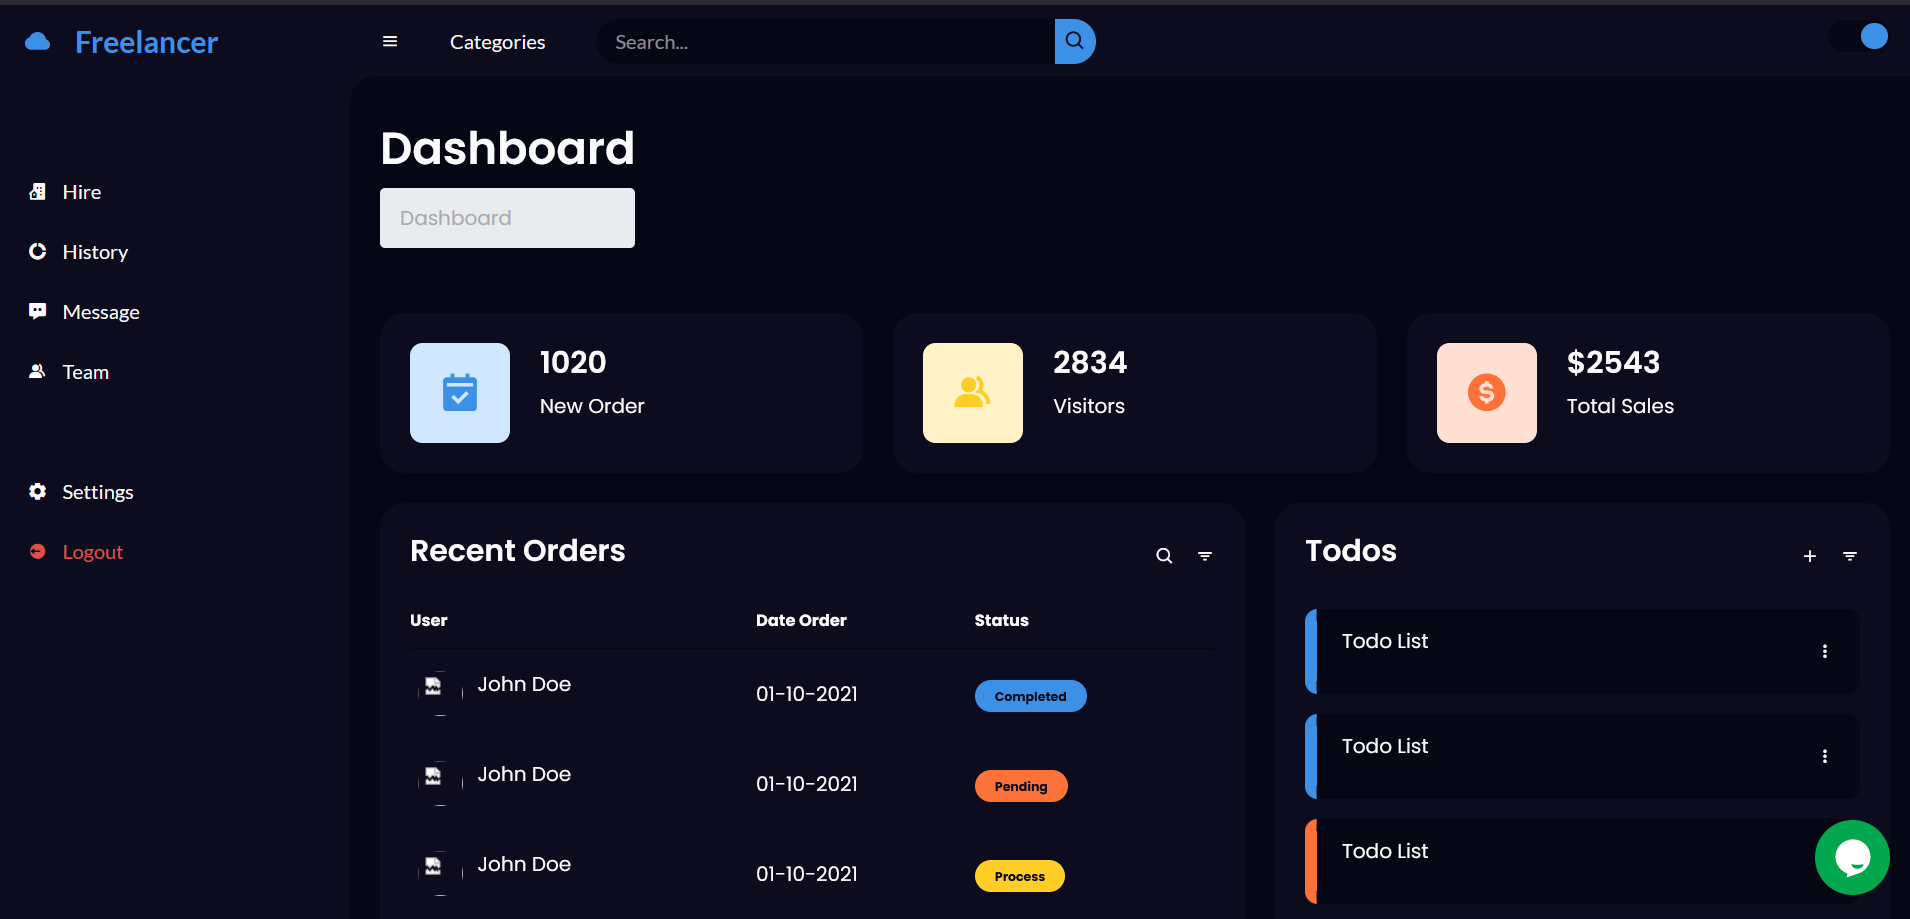 Freelancer
Categories
Search...
Hire
History
Message
Team
Settings
Logout
Dashboard
Dashboard
1020
New Order
2834
Visitors
$2543
Total Sales
Recent Orders
User Date Order Status
John Doe 01-10-2021 Completed
John Doe 01-10-2021 Pending
John Doe 01-10-2021 Process
Todos
Todo List
Todo List
Todo List